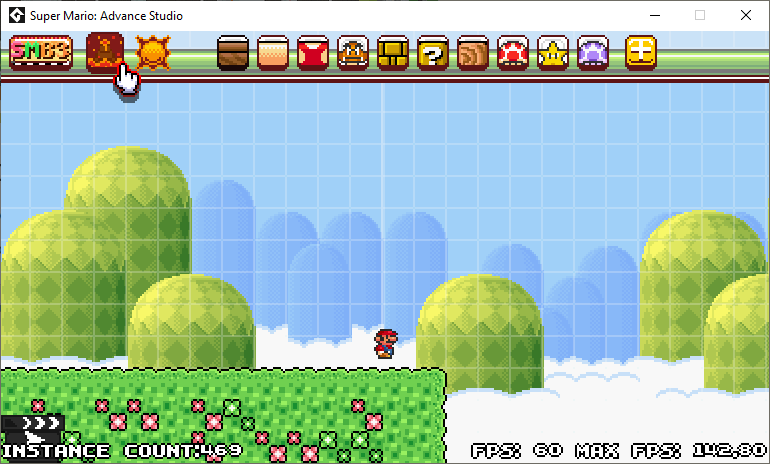 Super Mario: Advance Studio
SMB3
INSTANCE COUNT:469
FPS: 60 MAX FPS: 142.80